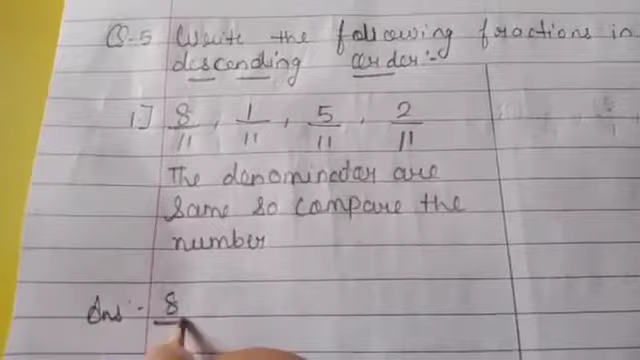 Q.5 Write the following fractions in
descending order:-
1] 8/11, 1/11, 5/11, 2/11
The denominator are
same so compare the
number
Ans:- 8